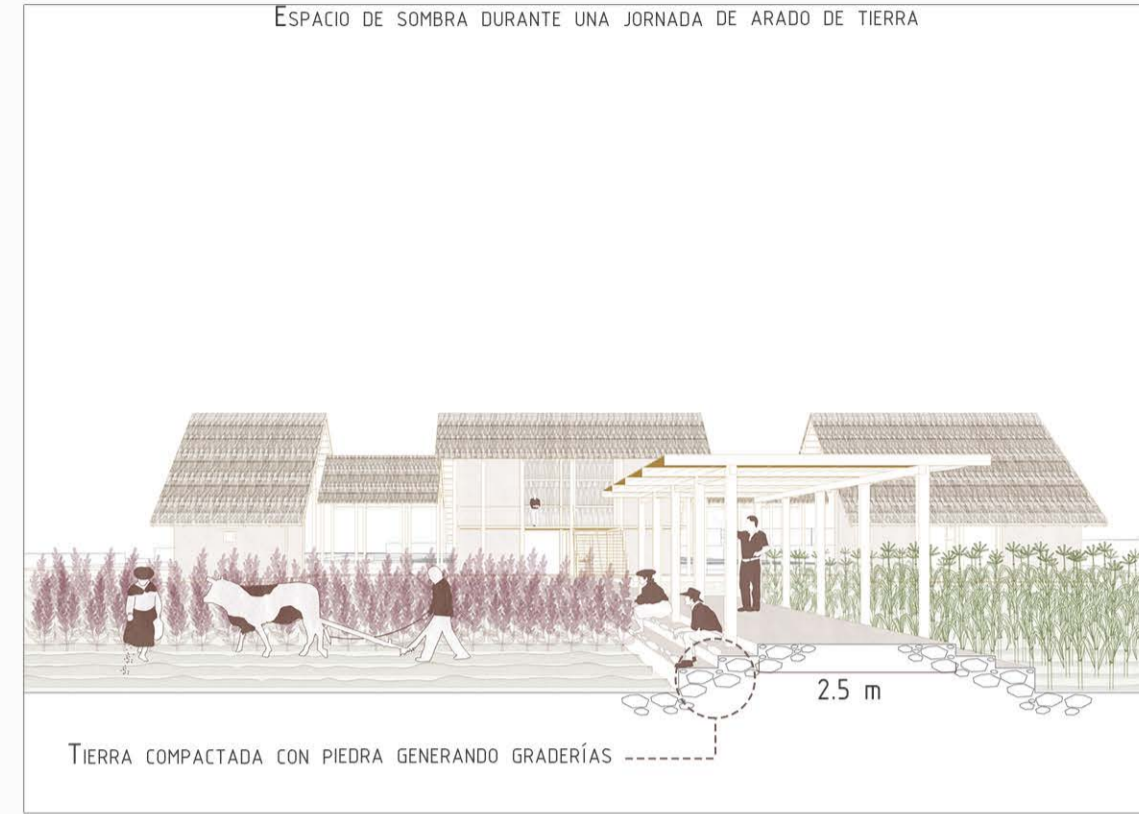 ESPACIO DE SOMBRA DURANTE UNA JORNADA DE ARADO DE TIERRA
2.5 m
TIERRA COMPACTADA CON PIEDRA GENERANDO GRADERÍAS